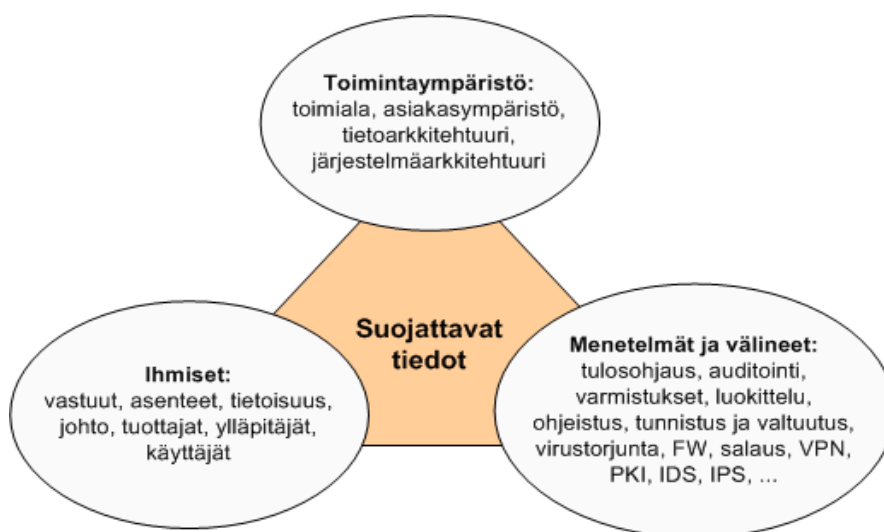 Toimintaympäristö:
toimiala, asiakasympäristö,
tietoarkkitehtuuri,
järjestelmäarkkitehtuuri
Suojattavat
tiedot
Ihmiset:
vastuut, asenteet, tietoisuus,
johto, tuottajat, ylläpitäjät,
käyttäjät
Menetelmät ja välineet:
tulosohjaus, auditointi,
varmistukset, luokittelu,
ohjeistus, tunnistus ja valtuutus,
virustorjunta, FW, salaus, VPN,
PKI, IDS, IPS, ...